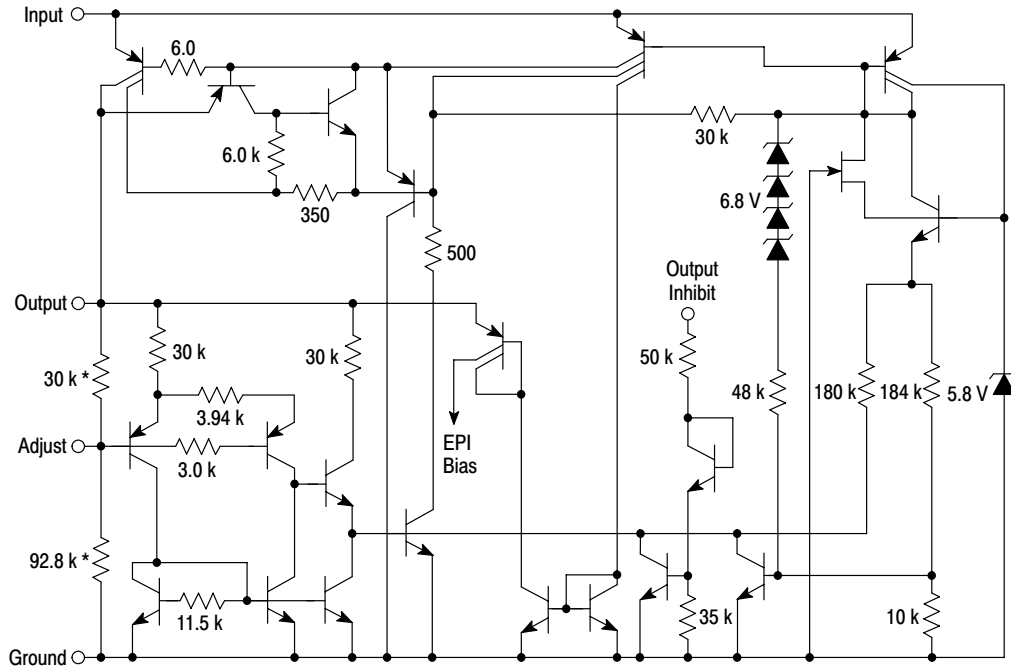 Input
6.0
6.0 k
350
30 k
6.8 V
500
Output
Output
Inhibit
30 k
30 k
50 k
30 k *
3.94 k
48 k
180 k
184 k
5.8 V
EPI
Bias
Adjust
3.0 k
92.8 k *
11.5 k
35 k
10 k
Ground